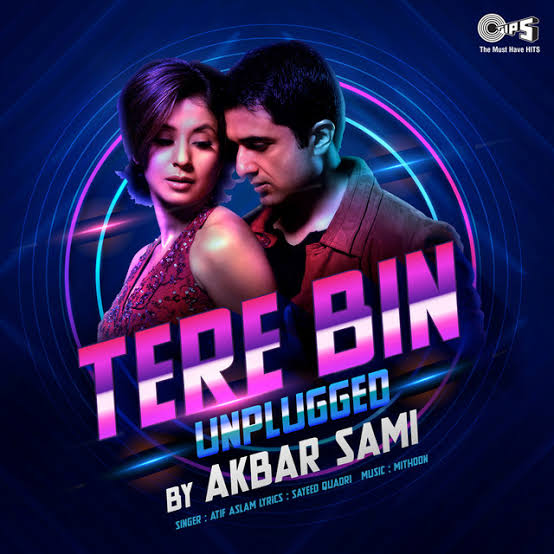 TIPS
The Must Have HITS
TERE BIN
UNPLUGGED
BY AKBAR SAMI
SINGER : ATIF ASLAM LYRICS : SAYEED QUADRI MUSIC : MITHOON